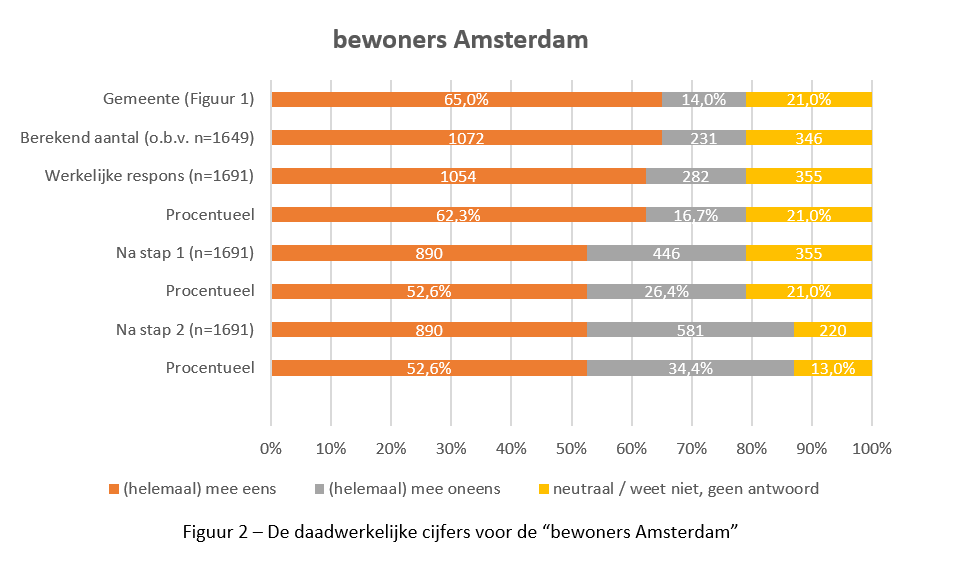 bewoners Amsterdam
Gemeente (Figuur 1) 65,0% 14,0% 21,0%
Berekend aantal (o.b.v. n=1649) 1072 231 346
Werkelijke respons (n=1691) 1054 282 355
Procentueel 62,3% 16,7% 21,0%
Na stap 1 (n=1691) 890 446 355
Procentueel 52,6% 26,4% 21,0%
Na stap 2 (n=1691) 890 581 220
Procentueel 52,6% 34,4% 13,0%
0% 10% 20% 30% 40% 50% 60% 70% 80% 90% 100%
(helemaal) mee eens (helemaal) mee oneens neutraal / weet niet, geen antwoord
Figuur 2 – De daadwerkelijke cijfers voor de “bewoners Amsterdam”